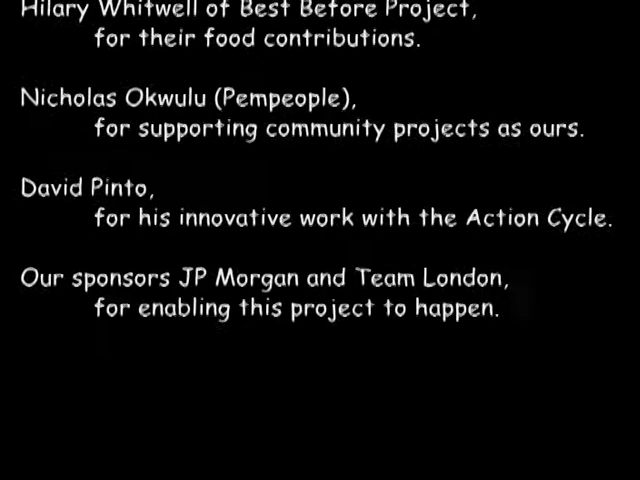 Hilary Whitwell of Best Before Project,
for their food contributions.
Nicholas Okwulu (Pempeople),
for supporting community projects as ours.
David Pinto,
for his innovative work with the Action Cycle.
Our sponsors JP Morgan and Team London,
for enabling this project to happen.